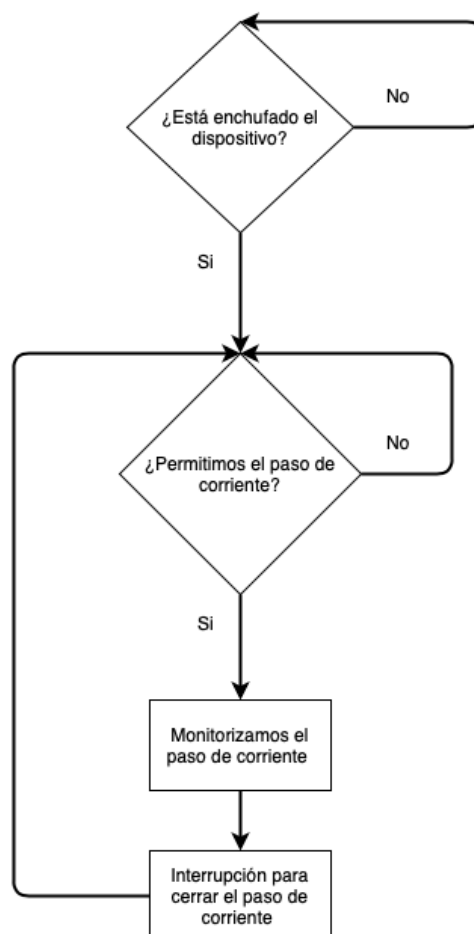 ¿Está enchufado el
dispositivo?
No
Si
¿Permitimos el paso de
corriente?
No
Si
Monitorizamos el
paso de corriente
Interrupción para
cerrar el paso de
corriente